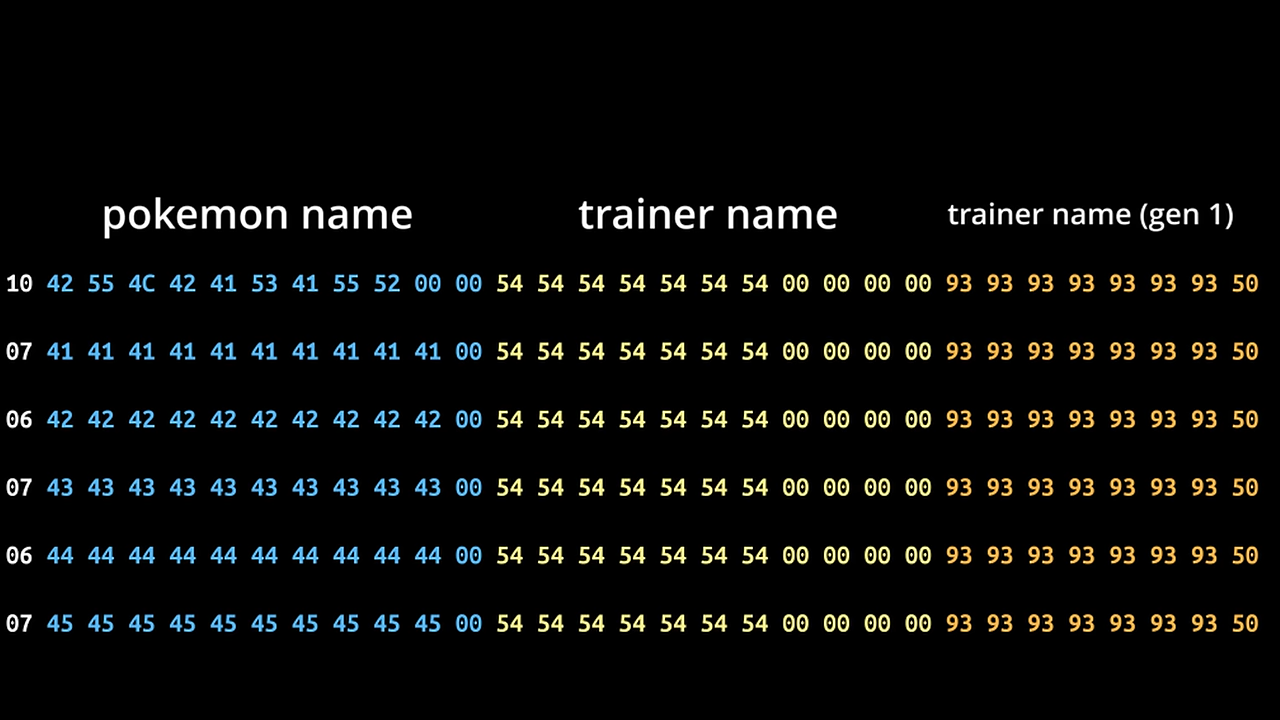 pokemon name trainer name trainer name (gen 1)
10 42 55 4C 42 41 53 41 55 52 00 00 54 54 54 54 54 54 54 00 00 00 00 93 93 93 93 93 93 93 50
07 41 41 41 41 41 41 41 41 41 41 00 54 54 54 54 54 54 54 00 00 00 00 93 93 93 93 93 93 93 50
06 42 42 42 42 42 42 42 42 42 42 00 54 54 54 54 54 54 54 00 00 00 00 93 93 93 93 93 93 93 50
07 43 43 43 43 43 43 43 43 43 43 00 54 54 54 54 54 54 54 00 00 00 00 93 93 93 93 93 93 93 50
06 44 44 44 44 44 44 44 44 44 44 00 54 54 54 54 54 54 54 00 00 00 00 93 93 93 93 93 93 93 50
07 45 45 45 45 45 45 45 45 45 45 00 54 54 54 54 54 54 54 00 00 00 00 93 93 93 93 93 93 93 50